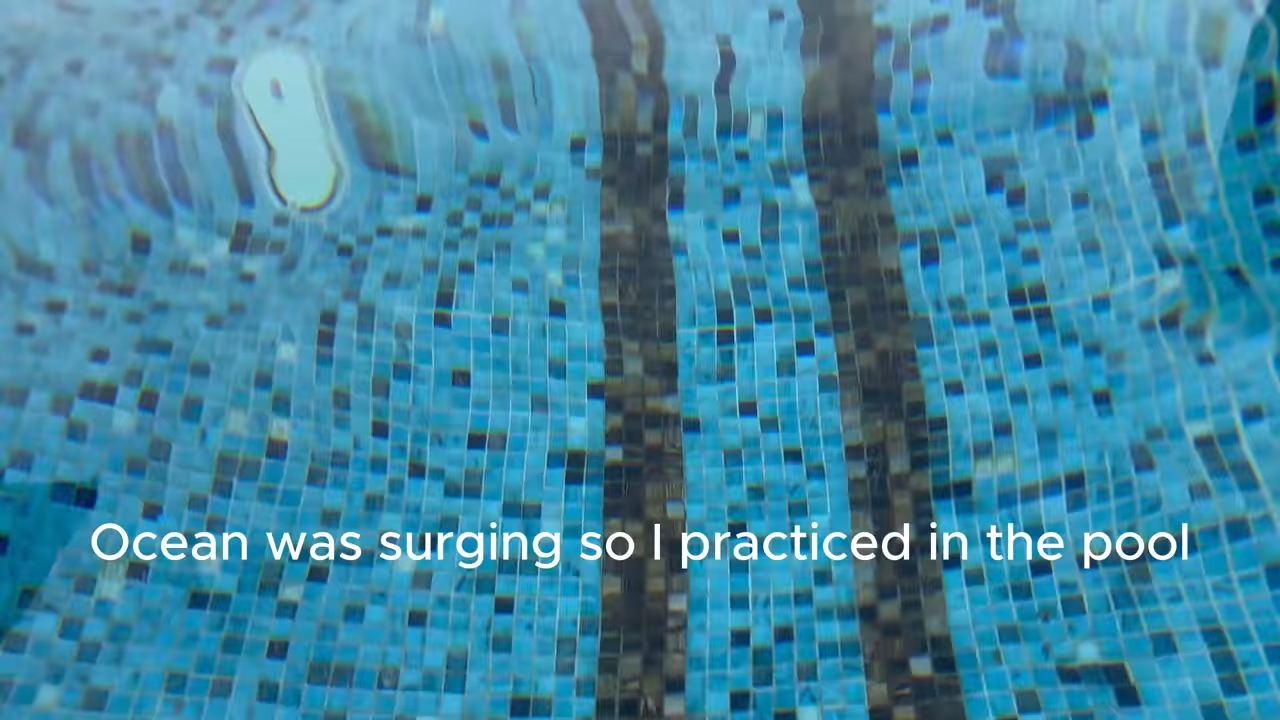 Ocean was surging so I practiced in the pool